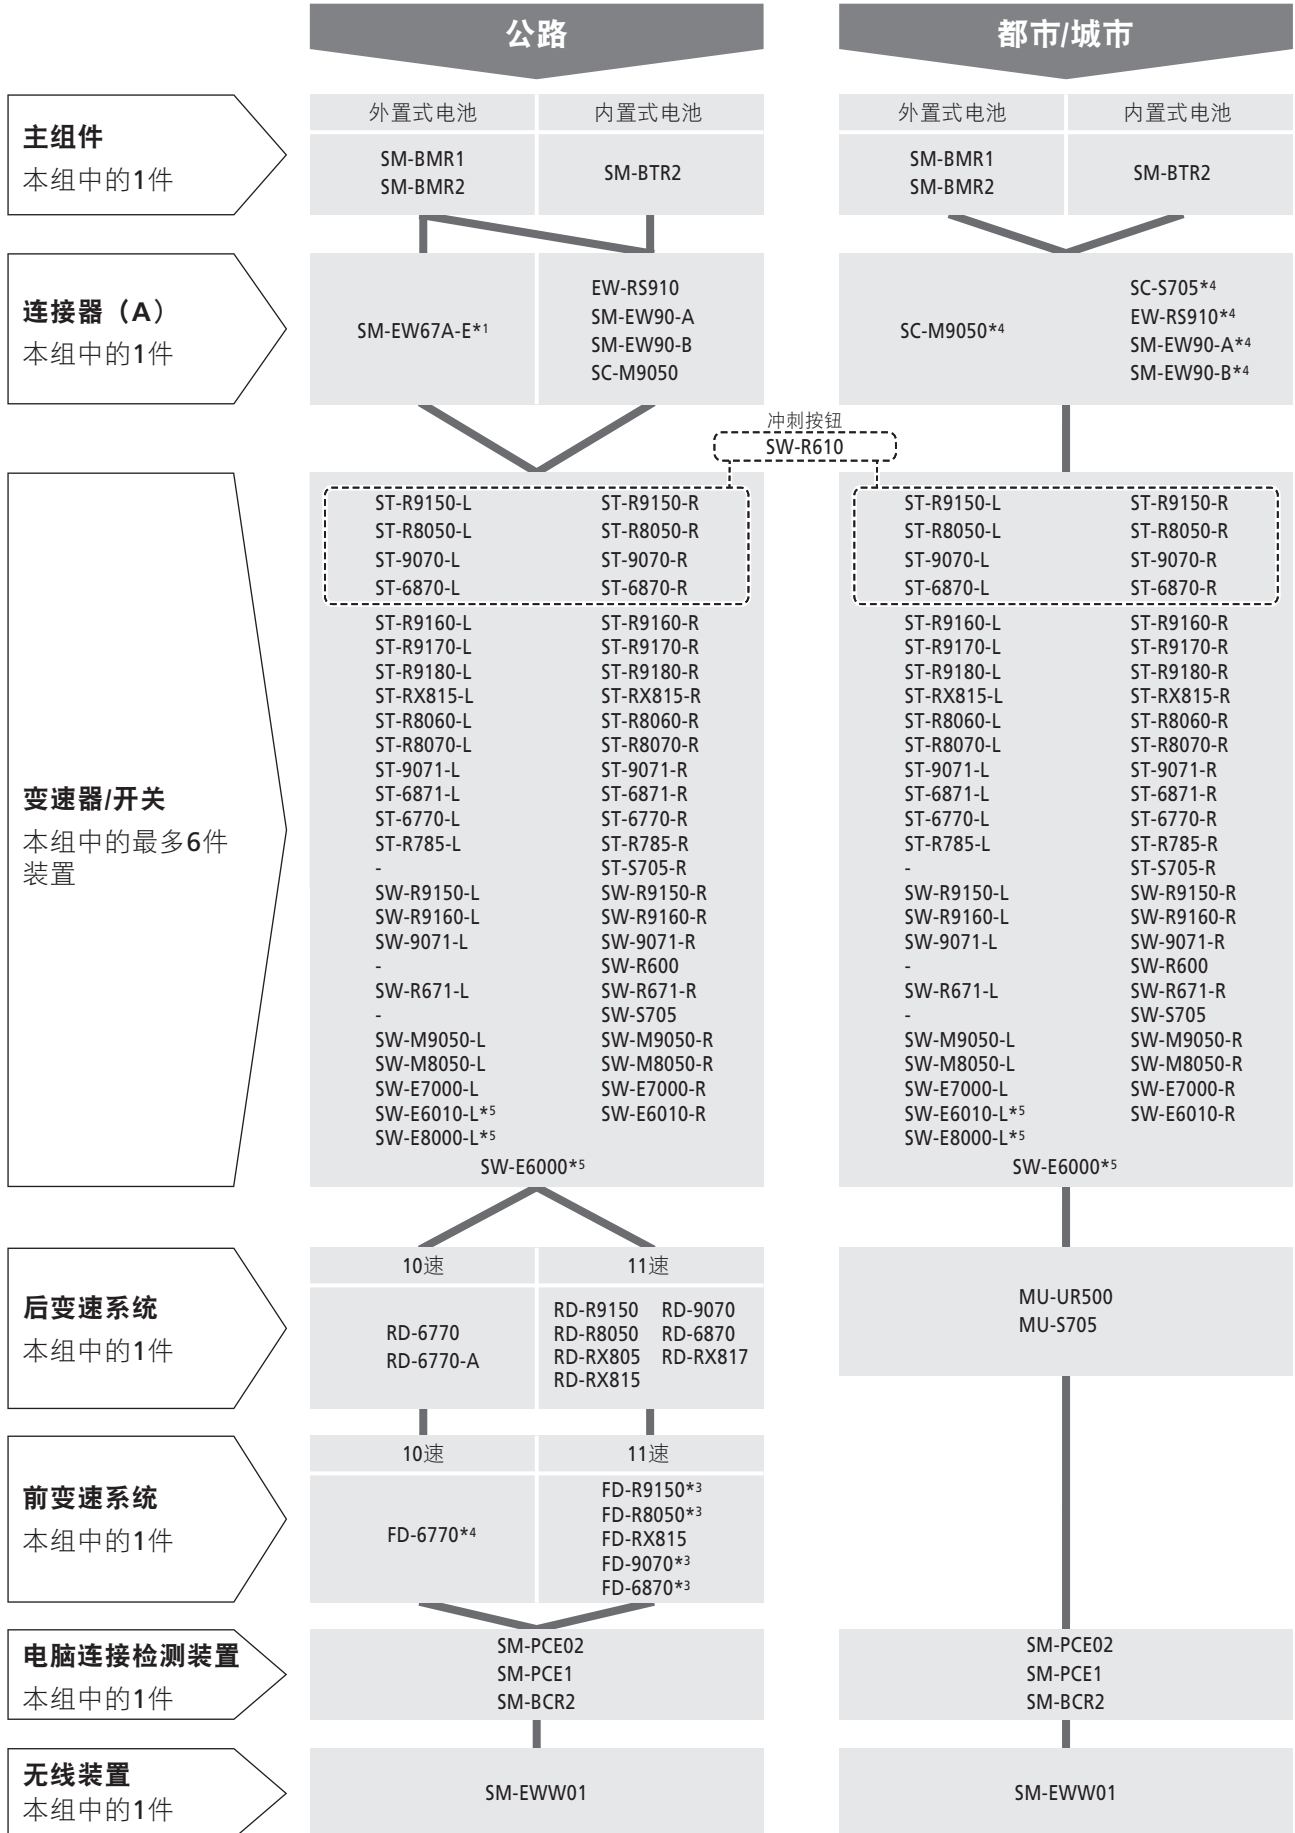 公路
都市/城市
主组件
本组中的1件
外置式电池
内置式电池
SM-BMR1
SM-BMR2
SM-BTR2
外置式电池
内置式电池
SM-BMR1
SM-BMR2
SM-BTR2
连接器（A）
本组中的1件
SM-EW67A-E*1
EW-RS910
SM-EW90-A
SM-EW90-B
SC-M9050
SC-M9050*4
SC-S705*4
EW-RS910*4
SM-EW90-A*4
SM-EW90-B*4
冲刺按钮
SW-R610
变速器/开关
本组中的最多6件
装置
ST-R9150-L ST-R9150-R
ST-R8050-L ST-R8050-R
ST-9070-L ST-9070-R
ST-6870-L ST-6870-R
ST-R9160-L ST-R9160-R
ST-R9170-L ST-R9170-R
ST-R9180-L ST-R9180-R
ST-RX815-L ST-RX815-R
ST-R8060-L ST-R8060-R
ST-R8070-L ST-R8070-R
ST-9071-L ST-9071-R
ST-6871-L ST-6871-R
ST-6770-L ST-6770-R
ST-R785-L ST-R785-R
- ST-S705-R
SW-R9150-L SW-R9150-R
SW-R9160-L SW-R9160-R
SW-9071-L SW-9071-R
- SW-R600
SW-R671-L SW-R671-R
- SW-S705
SW-M9050-L SW-M9050-R
SW-M8050-L SW-M8050-R
SW-E7000-L SW-E7000-R
SW-E6010-L*5 SW-E6010-R
SW-E8000-L*5
SW-E6000*5
ST-R9150-L ST-R9150-R
ST-R8050-L ST-R8050-R
ST-9070-L ST-9070-R
ST-6870-L ST-6870-R
ST-R9160-L ST-R9160-R
ST-R9170-L ST-R9170-R
ST-R9180-L ST-R9180-R
ST-RX815-L ST-RX815-R
ST-R8060-L ST-R8060-R
ST-R8070-L ST-R8070-R
ST-9071-L ST-9071-R
ST-6871-L ST-6871-R
ST-6770-L ST-6770-R
ST-R785-L ST-R785-R
- ST-S705-R
SW-R9150-L SW-R9150-R
SW-R9160-L SW-R9160-R
SW-9071-L SW-9071-R
- SW-R600
SW-R671-L SW-R671-R
- SW-S705
SW-M9050-L SW-M9050-R
SW-M8050-L SW-M8050-R
SW-E7000-L SW-E7000-R
SW-E6010-L*5 SW-E6010-R
SW-E8000-L*5
SW-E6000*5
后变速系统
本组中的1件
10速
11速
RD-6770
RD-6770-A
RD-R9150 RD-9070
RD-R8050 RD-6870
RD-RX805 RD-RX817
RD-RX815
MU-UR500
MU-S705
前变速系统
本组中的1件
10速
11速
FD-6770*4
FD-R9150*3
FD-R8050*3
FD-RX815
FD-9070*3
FD-6870*3
电脑连接检测装置
本组中的1件
SM-PCE02
SM-PCE1
SM-BCR2
SM-PCE02
SM-PCE1
SM-BCR2
无线装置
本组中的1件
SM-EWW01
SM-EWW01